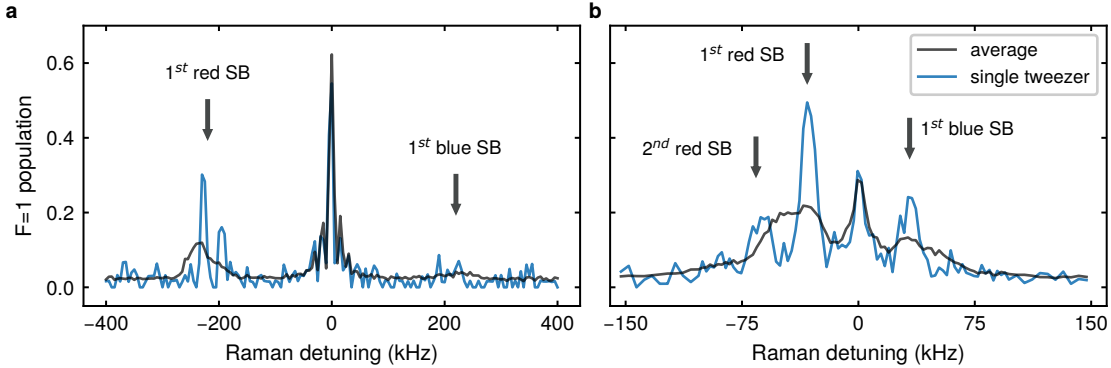 a
F=1 population
0.6
0.4
0.2
0.0
1st red SB
1st blue SB
−400
−200
0
200
400
Raman detuning (kHz)
b
average
single tweezer
1st red SB
2nd red SB
1st blue SB
−150
−75
0
75
150
Raman detuning (kHz)